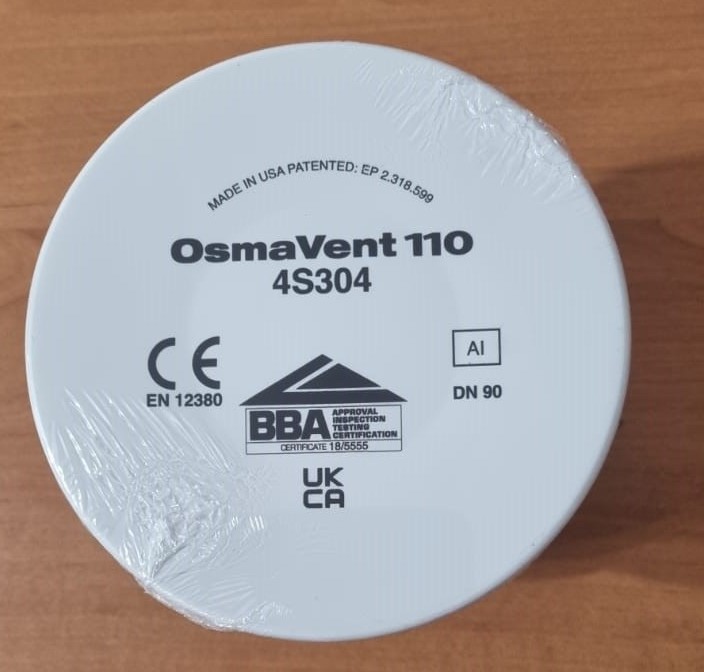 MADE IN USA PATENTED: EP 2.318.599
OsmaVent 110
4S304
CE
EN 12380
AI
DN 90
BBA
APPROVAL
INSPECTION
TESTING
CERTIFICATION
CERTIFICATE 18/5555
UK
CA